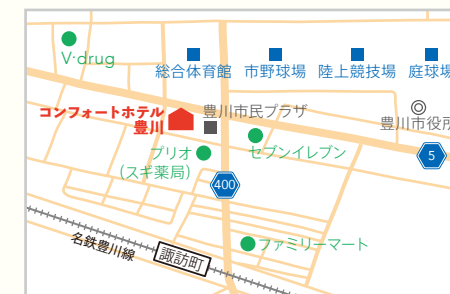 V·drug
総合体育館 市野球場 陸上競技場 庭球場
コンフォートホテル
豊川
豊川市民プラザ
豊川市役所
プリオ
(スギ薬局)
セブンイレブン
5
400
名鉄豊川線
諏訪町
ファミリーマート